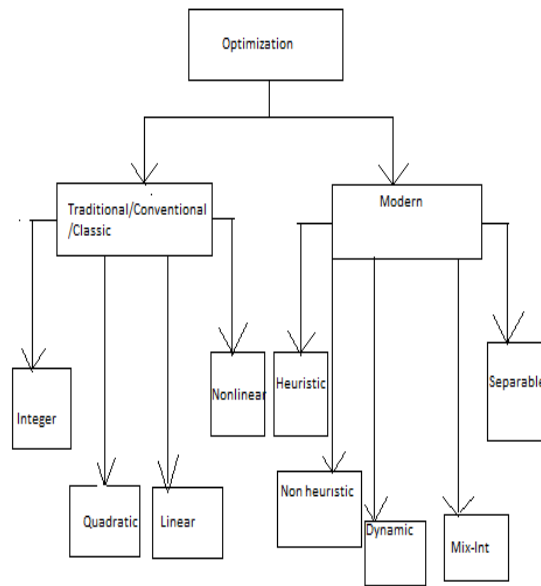 Optimization
Traditional/Conventional
/Classic
Modern
Integer
Nonlinear
Heuristic
Separable
Quadratic
Linear
Non heuristic
Dynamic
Mix-Int